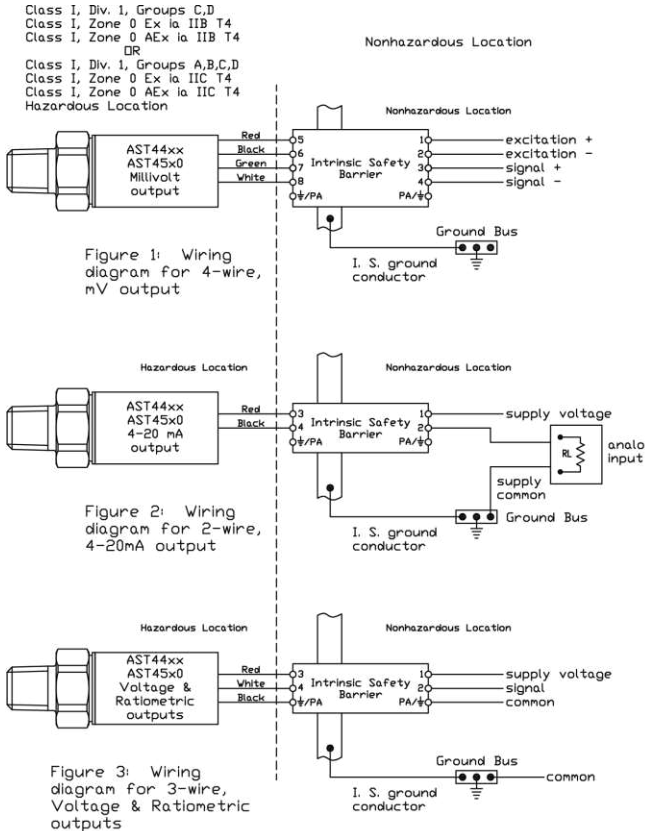 Class I, Div. 1, Groups C,D
Class I, Zone 0 Ex ia IIB T4
Class I, Zone 0 AEx ia IIB T4
OR
Class I, Div. 1, Groups A,B,C,D
Class I, Zone 0 Ex ia IIC T4
Class I, Zone 0 AEx ia IIC T4
Hazardous Location
Nonhazardous Location
Nonhazardous Location
AST44xx
AST45x0
Millivolt
output
Red
Black
Green
White
5
6
7
8
⏚/PA
Intrinsic Safety
Barrier
1
2
3
4
PA/⏚
excitation +
excitation -
signal +
signal -
Ground Bus
I. S. ground
conductor
Figure 1: Wiring
diagram for 4-wire,
mV output
Hazardous Location
Nonhazardous Location
AST44xx
AST45x0
4-20 mA
output
Red
Black
3
4
⏚/PA
Intrinsic Safety
Barrier
1
2
PA/⏚
supply voltage
RL
analo
input
supply
common
Ground Bus
I. S. ground
conductor
Figure 2: Wiring
diagram for 2-wire,
4-20mA output
Hazardous Location
Nonhazardous Location
AST44xx
AST45x0
Voltage &
Ratiometric
outputs
Red
White
Black
3
4
⏚/PA
Intrinsic Safety
Barrier
1
2
PA/⏚
supply voltage
signal
common
Ground Bus
common
I. S. ground
conductor
Figure 3: Wiring
diagram for 3-wire,
Voltage & Ratiometric
outputs